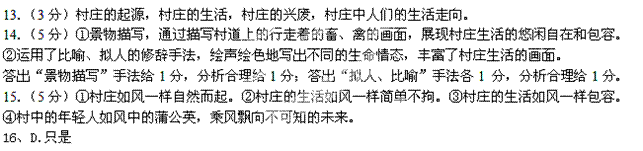 13.（3分）村庄的起源，村庄的生活，村庄的兴废，村庄中人们的生活走向。
14.（5分）①景物描写，通过描写村道上的行走着的畜、禽的画面，展现村庄生活的悠闲自在和包容。
②运用了比喻、拟人的修辞手法，绘声绘色地写出不同的生命情态，丰富了村庄生活的画面。
答出“景物描写”手法给1分，分析合理给1分；答出“拟人、比喻”手法各1分，分析合理给1分。
15.（5分）①村庄如风一样自然而起。②村庄的生活如风一样简单不拘。③村庄的生活如风一样包容。
④村中的年轻人如风中的蒲公英，乘风飘向不可知的未来。
16、D.只是